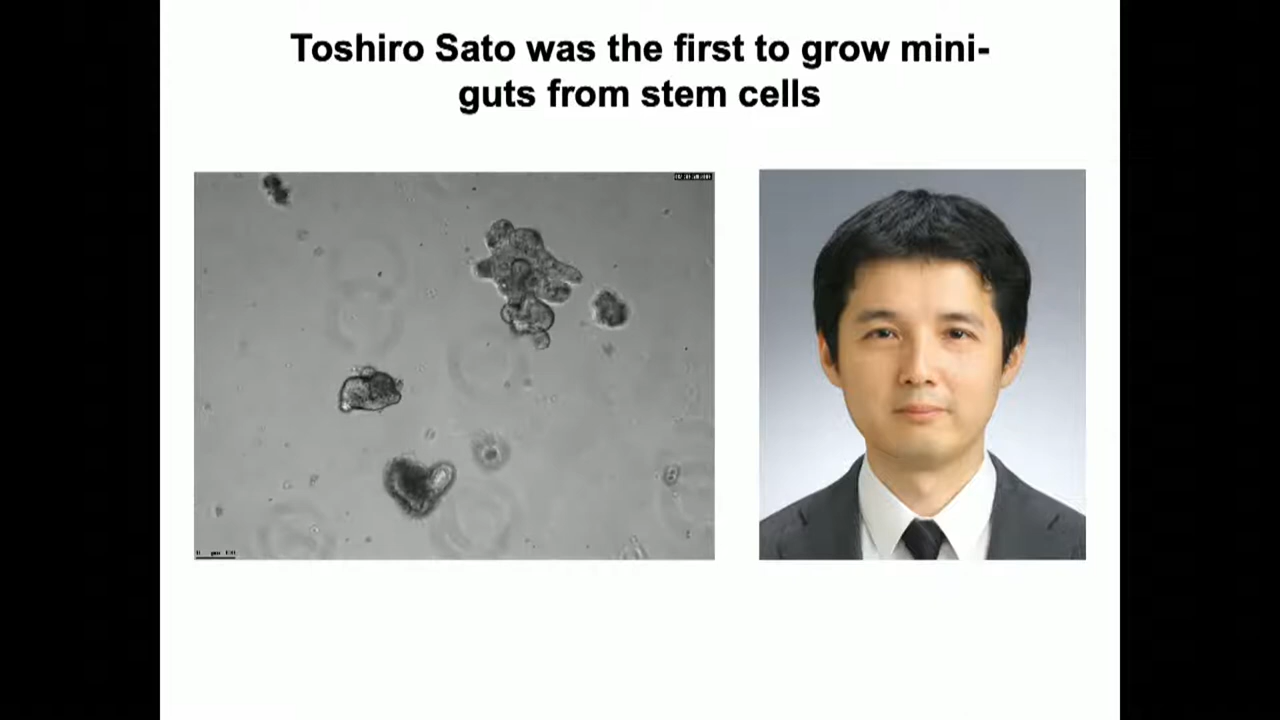 Toshiro Sato was the first to grow mini-
guts from stem cells